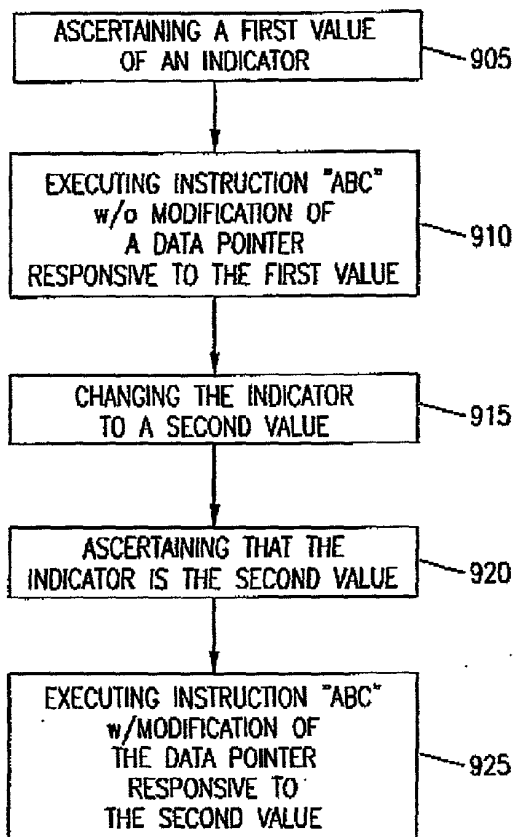 ASCERTAINING A FIRST VALUE
OF AN INDICATOR
905
EXECUTING INSTRUCTION "ABC"
w/o MODIFICATION OF
A DATA POINTER
RESPONSIVE TO THE FIRST VALUE
910
CHANGING THE INDICATOR
TO A SECOND VALUE
915
ASCERTAINING THAT THE
INDICATOR IS THE SECOND VALUE
920
EXECUTING INSTRUCTION "ABC"
w/MODIFICATION OF
THE DATA POINTER
RESPONSIVE TO
THE SECOND VALUE
925